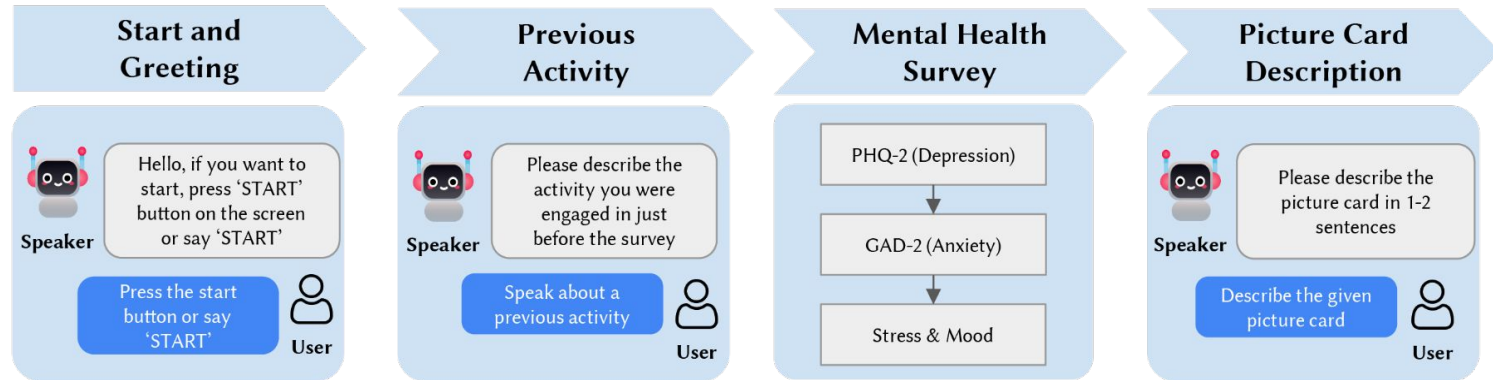 Start and
Greeting
Hello, if you want to
start, press ‘START’
button on the screen
or say ‘START’
Speaker
Press the start
button or say
‘START’
User
Previous
Activity
Please describe the
activity you were
engaged in just
before the survey
Speaker
Speak about a
previous activity
User
Mental Health
Survey
PHQ-2 (Depression)
GAD-2 (Anxiety)
Stress & Mood
Picture Card
Description
Please describe the
picture card in 1-2
sentences
Speaker
Describe the given
picture card
User